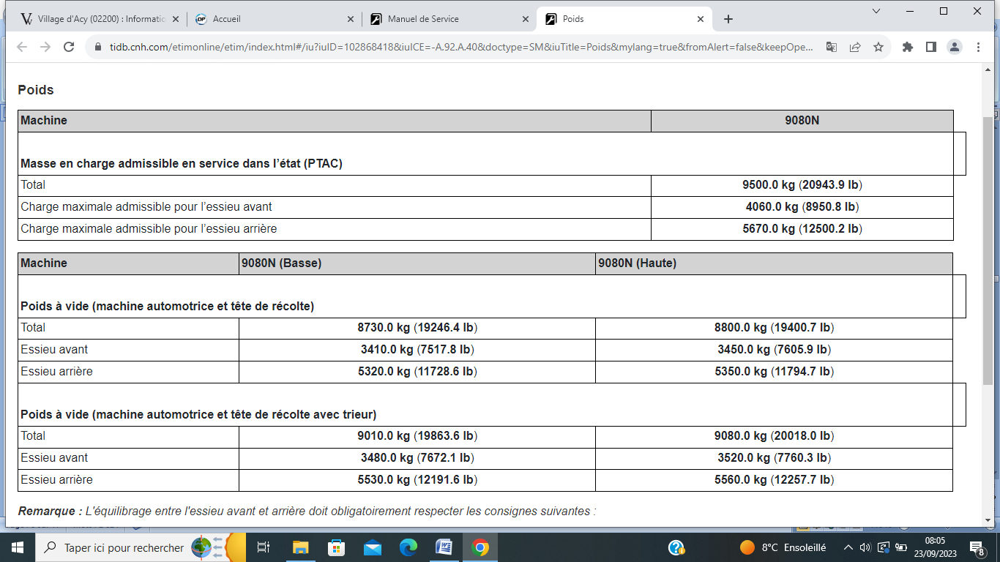 Village d'Acy (02200) : Informatio
Accueil
Manuel de Service
Poids
tidb.cnh.com/etimonline/etim/index.html#/iu?iuID=102868418&iuICE=-A.92.A.40&doctype=SM&iuTitle=Poids&mylang=true&fromAlert=false&keepOpe...
Poids
Machine 9080N
Masse en charge admissible en service dans l’état (PTAC)
Total 9500.0 kg (20943.9 lb)
Charge maximale admissible pour l’essieu avant 4060.0 kg (8950.8 lb)
Charge maximale admissible pour l’essieu arrière 5670.0 kg (12500.2 lb)
Machine 9080N (Basse) 9080N (Haute)
Poids à vide (machine automotrice et tête de récolte)
Total 8730.0 kg (19246.4 lb) 8800.0 kg (19400.7 lb)
Essieu avant 3410.0 kg (7517.8 lb) 3450.0 kg (7605.9 lb)
Essieu arrière 5320.0 kg (11728.6 lb) 5350.0 kg (11794.7 lb)
Poids à vide (machine automotrice et tête de récolte avec trieur)
Total 9010.0 kg (19863.6 lb) 9080.0 kg (20018.0 lb)
Essieu avant 3480.0 kg (7672.1 lb) 3520.0 kg (7760.3 lb)
Essieu arrière 5530.0 kg (12191.6 lb) 5560.0 kg (12257.7 lb)
Remarque : L'équilibrage entre l'essieu avant et arrière doit obligatoirement respecter les consignes suivantes :
Taper ici pour rechercher
8°C Ensoleillé
08:05
23/09/2023
8